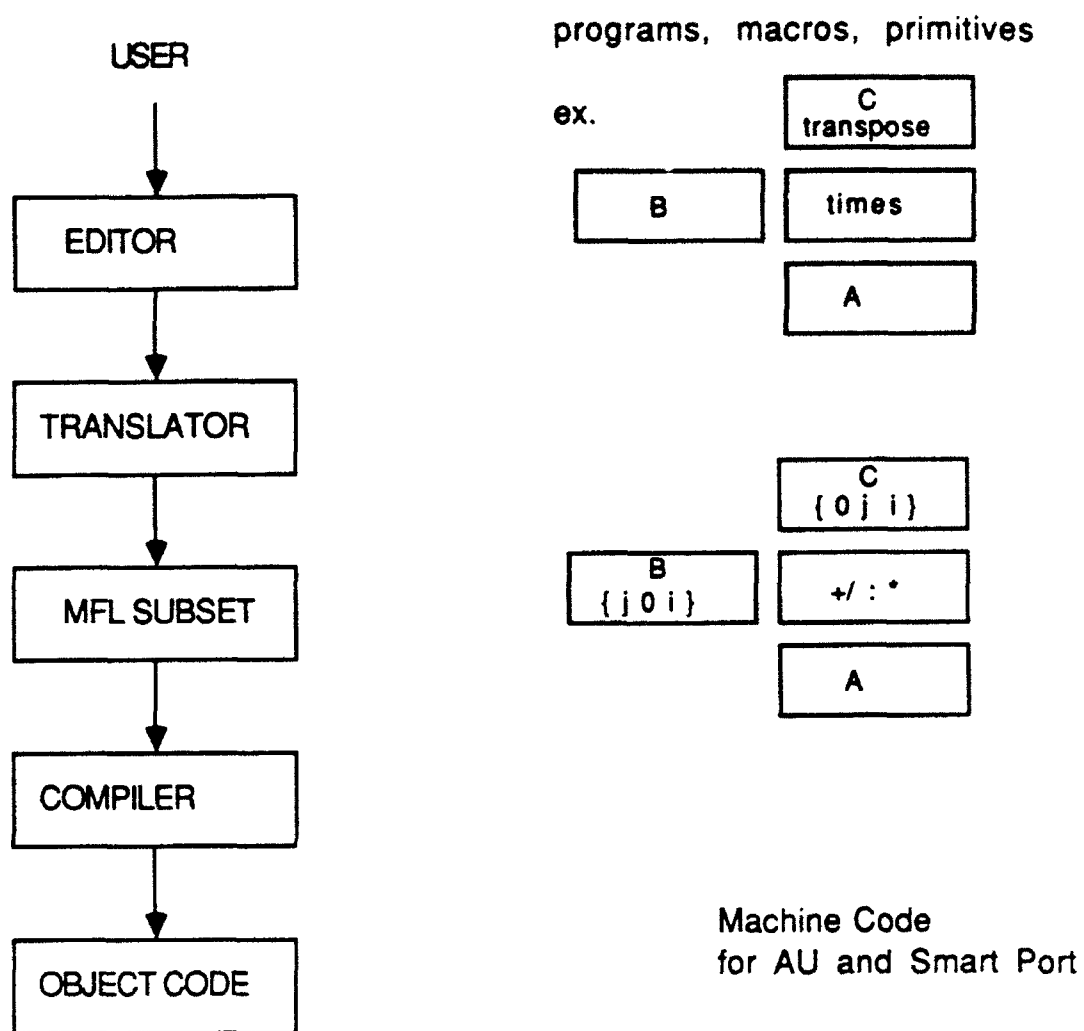 USER
EDITOR
TRANSLATOR
MFL SUBSET
COMPILER
OBJECT CODE
programs, macros, primitives
ex.
C
transpose
B
times
A
C
{ 0 j i }
B
{ j 0 i }
+/ : *
A
Machine Code
for AU and Smart Port